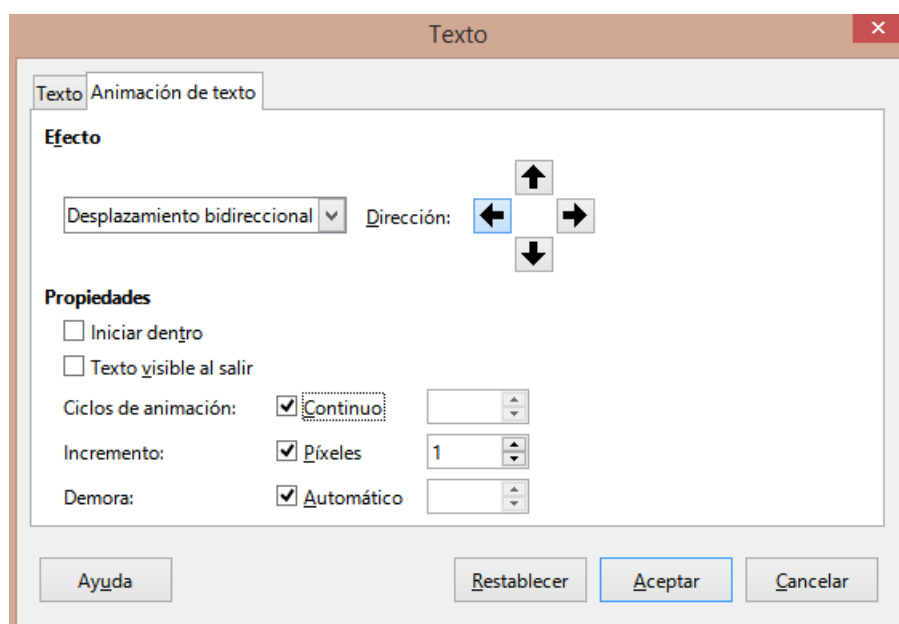 Texto
Texto Animación de texto
Efecto
Desplazamiento bidireccional Dirección:
Propiedades
Iniciar dentro
Texto visible al salir
Ciclos de animación: Continuo
Incremento: Píxeles 1
Demora: Automático
Ayuda Restablecer Aceptar Cancelar